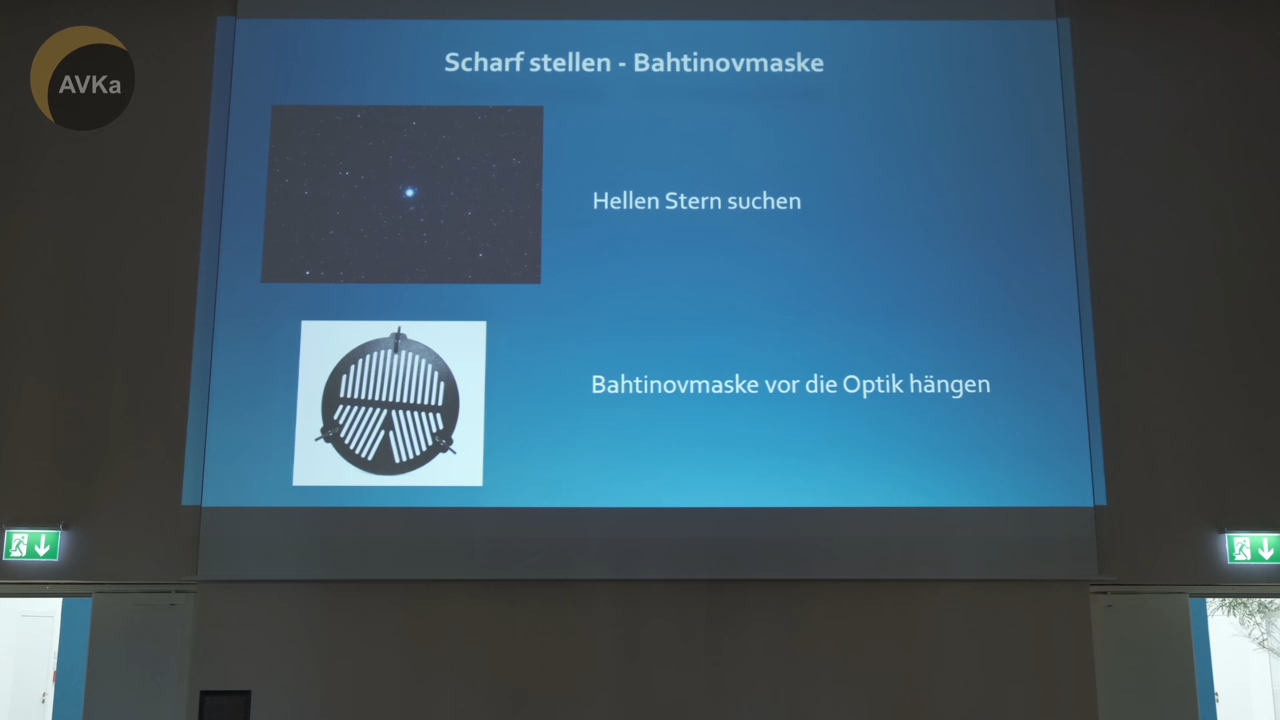 AVKa
Scharf stellen - Bahtinovmaske
Hellen Stern suchen
Bahtinovmaske vor die Optik hängen